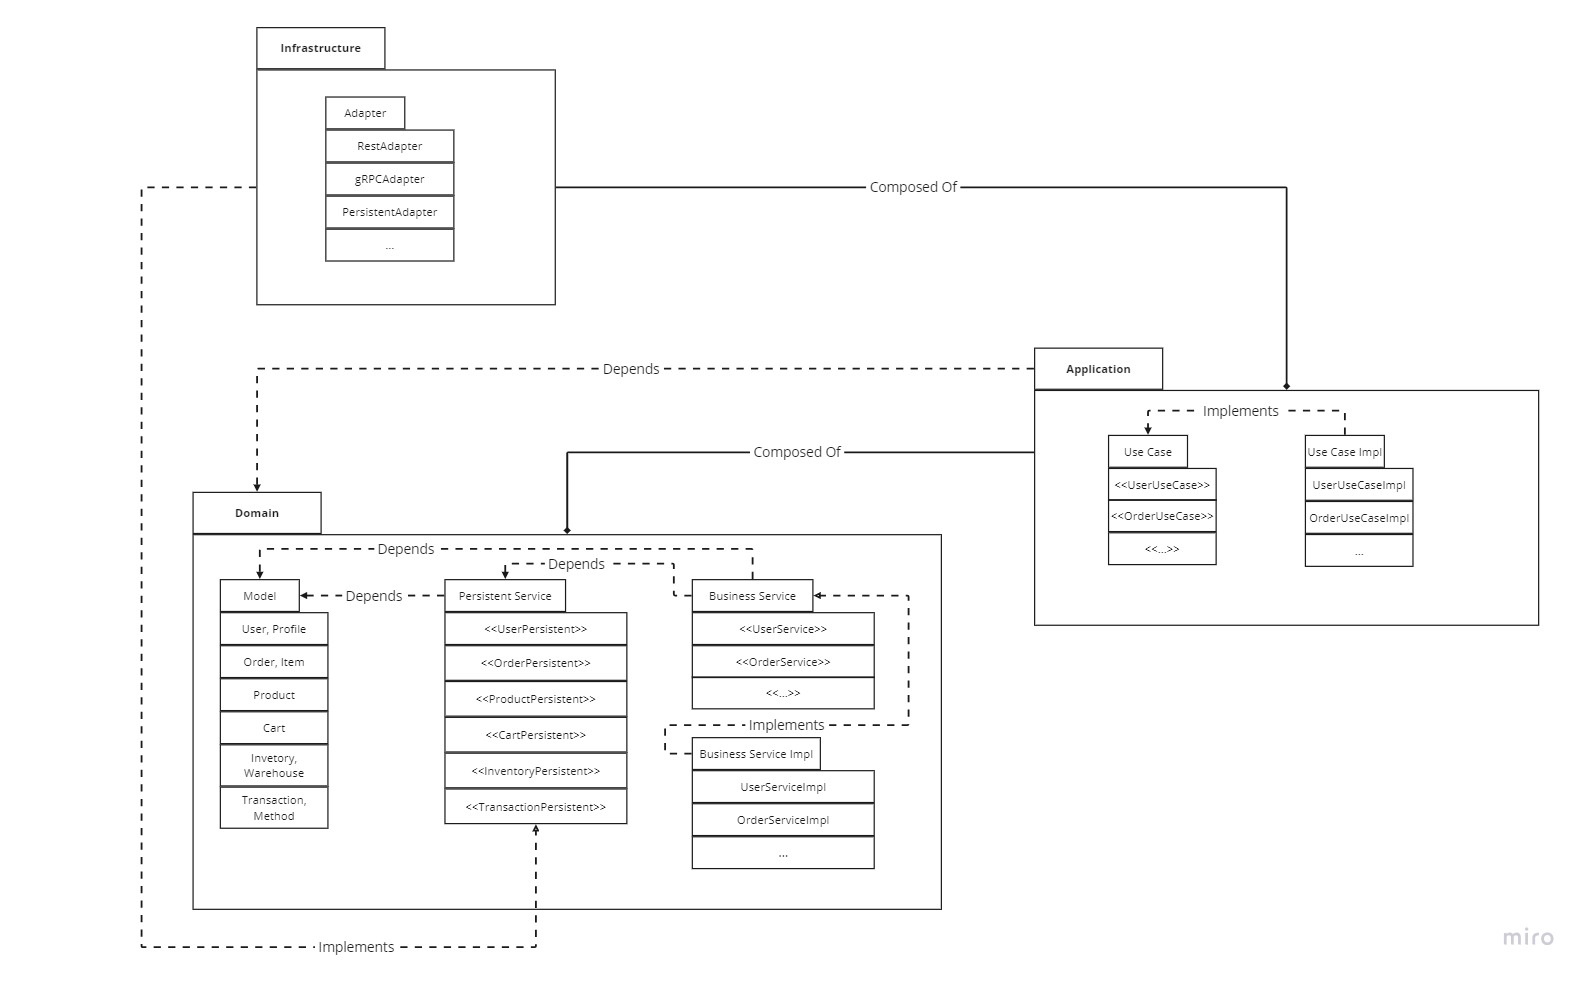 Infrastructure
Adapter
RestAdapter
gRPCAdapter
PersistentAdapter
...
Composed Of
Depends
Application
Implements
Use Case
<<UserUseCase>>
<<OrderUseCase>>
<<...>>
Use Case Impl
UserUseCaseImpl
OrderUseCaseImpl
...
Composed Of
Domain
Depends
Depends
Model
Depends
User, Profile
Order, Item
Product
Cart
Invetory,
Warehouse
Transaction,
Method
Persistent Service
<<UserPersistent>>
<<OrderPersistent>>
<<ProductPersistent>>
<<CartPersistent>>
<<InventoryPersistent>>
<<TransactionPersistent>>
Business Service
<<UserService>>
<<OrderService>>
<<...>>
Implements
Business Service Impl
UserServiceImpl
OrderServiceImpl
...
Implements
miro